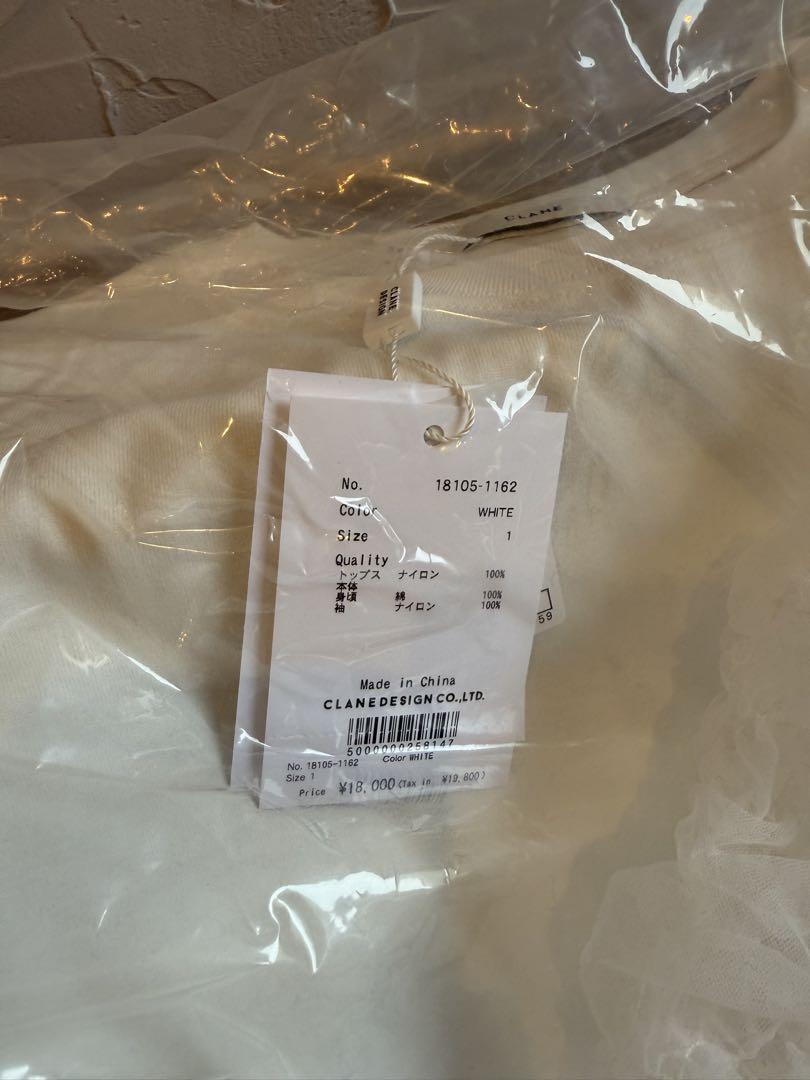 CLANE
CLANE
DESIGN
No. 18105-1162
Color WHITE
Size 1
Quality
トップス ナイロン 100%
本体
身頃 綿 100%
袖 ナイロン 100%
59
Made in China
CLANEDESIGN CO.,LTD.
5000000258147
No. 18105-1162 Color WHITE
Size 1
Price ¥18,000(Tax in ¥19,800)